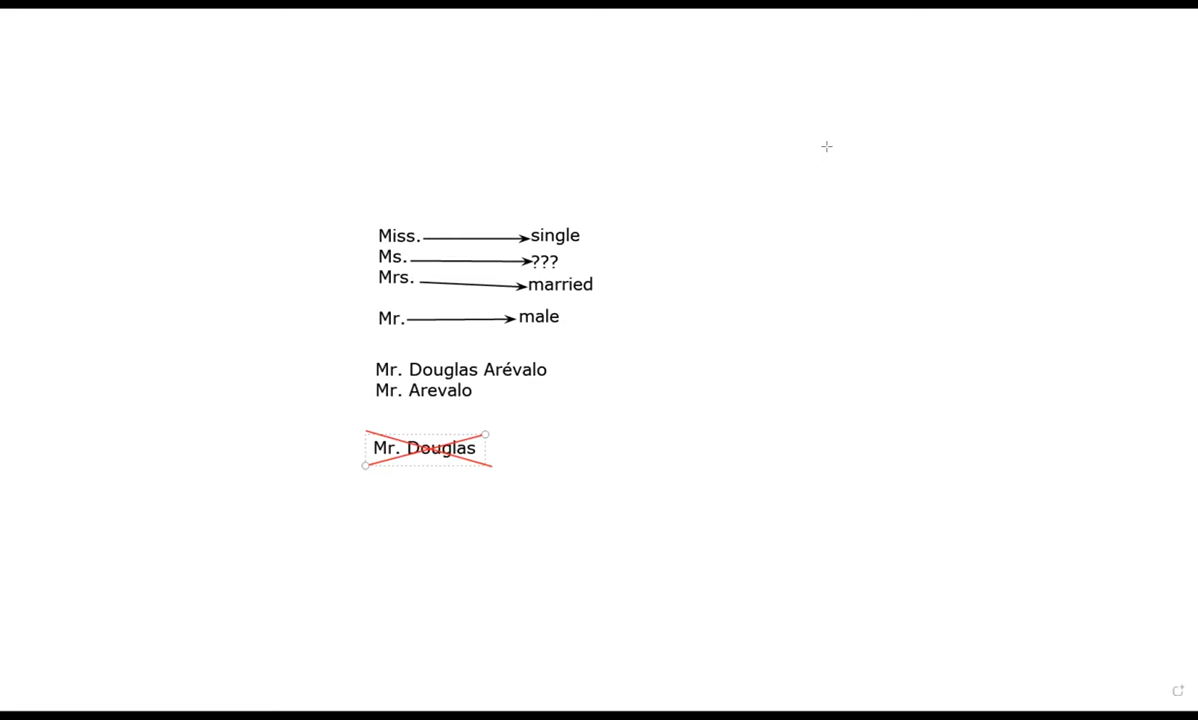 Miss. single
Ms. ???
Mrs. married
Mr. male
Mr. Douglas Arévalo
Mr. Arevalo
Mr. Douglas